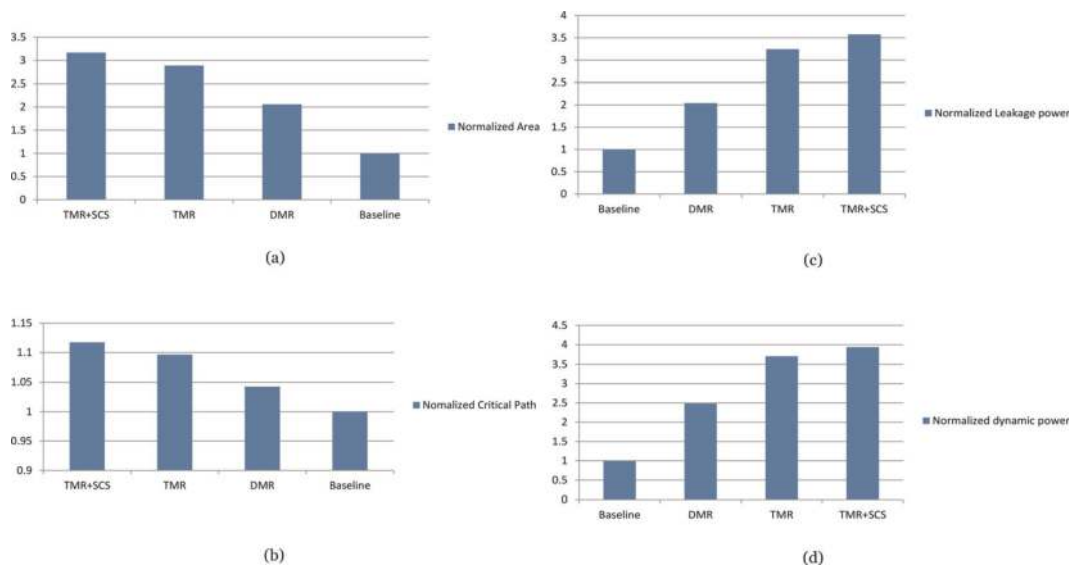 3.5
3
2.5
2
1.5
1
0.5
0
TMR+SCS TMR DMR Baseline
Normalized Area
(a)
1.15
1.1
1.05
1
0.95
0.9
TMR+SCS TMR DMR Baseline
Nomalized Critical Path
(b)
4
3.5
3
2.5
2
1.5
1
0.5
0
Baseline DMR TMR TMR+SCS
Normalized Leakage power
(c)
4.5
4
3.5
3
2.5
2
1.5
1
0.5
0
Baseline DMR TMR TMR+SCS
Normalized dynamic power
(d)